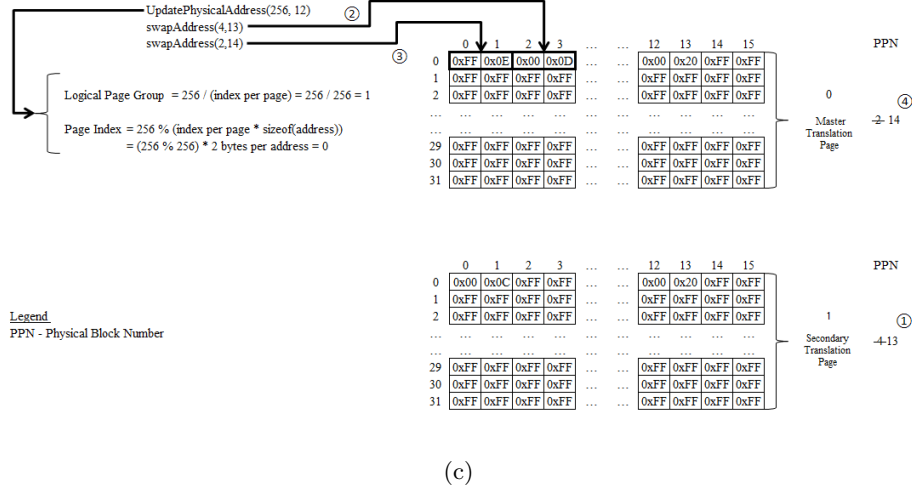 UpdatePhysicalAddress(256, 12) ②
swapAddress(4,13)
swapAddress(2,14)
③
Logical Page Group = 256 / (index per page) = 256 / 256 = 1
Page Index = 256 % (index per page * sizeof(address))
= (256 % 256) * 2 bytes per address = 0
0 1 2 3 ... ... 12 13 14 15 PPN
0 0xFF 0x0E 0x00 0x0D ... ... 0x00 0x20 0xFF 0xFF
1 0xFF 0xFF 0xFF 0xFF ... ... 0xFF 0xFF 0xFF 0xFF
2 0xFF 0xFF 0xFF 0xFF ... ... 0xFF 0xFF 0xFF 0xFF
... ... ... ... ... ... ... ... ... ... ...
... ... ... ... ... ... ... ... ... ... ...
29 0xFF 0xFF 0xFF 0xFF ... ... 0xFF 0xFF 0xFF 0xFF
30 0xFF 0xFF 0xFF 0xFF ... ... 0xFF 0xFF 0xFF 0xFF
31 0xFF 0xFF 0xFF 0xFF ... ... 0xFF 0xFF 0xFF 0xFF
0
Master
Translation
Page
④
2 14
0 1 2 3 ... ... 12 13 14 15 PPN
0 0x00 0x0C 0xFF 0xFF ... ... 0x00 0x20 0xFF 0xFF
1 0xFF 0xFF 0xFF 0xFF ... ... 0xFF 0xFF 0xFF 0xFF
2 0xFF 0xFF 0xFF 0xFF ... ... 0xFF 0xFF 0xFF 0xFF
... ... ... ... ... ... ... ... ... ... ...
... ... ... ... ... ... ... ... ... ... ...
29 0xFF 0xFF 0xFF 0xFF ... ... 0xFF 0xFF 0xFF 0xFF
30 0xFF 0xFF 0xFF 0xFF ... ... 0xFF 0xFF 0xFF 0xFF
31 0xFF 0xFF 0xFF 0xFF ... ... 0xFF 0xFF 0xFF 0xFF
1
Secondary
Translation
Page
①
4 13
Legend
PPN - Physical Block Number
(c)